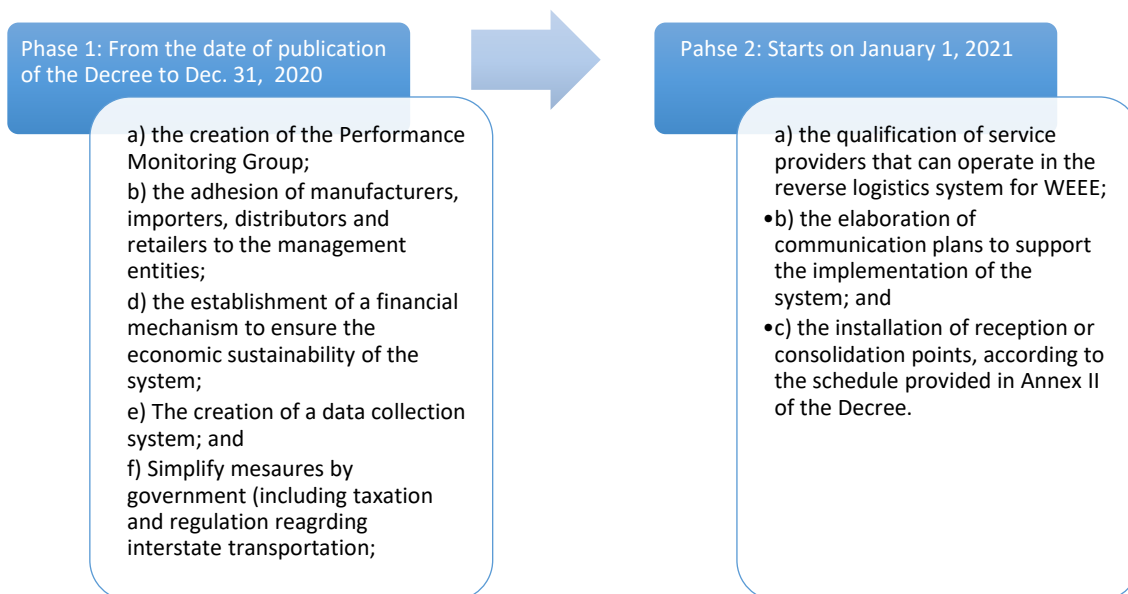 Phase 1: From the date of publication
of the Decree to Dec. 31,  2020
a) the creation of the Performance
Monitoring Group;
b) the adhesion of manufacturers,
importers, distributors and
retailers to the management
entities;
d) the establishment of a financial
mechanism to ensure the
economic sustainability of the
system;
e) The creation of a data collection
system; and
f) Simplify mesaures by
government (including taxation
and regulation reagrding
interstate transportation;
Pahse 2: Starts on January 1, 2021
a) the qualification of service
providers that can operate in the
reverse logistics system for WEEE;
•b) the elaboration of
communication plans to support
the implementation of the
system; and
•c) the installation of reception or
consolidation points, according to
the schedule provided in Annex II
of the Decree.